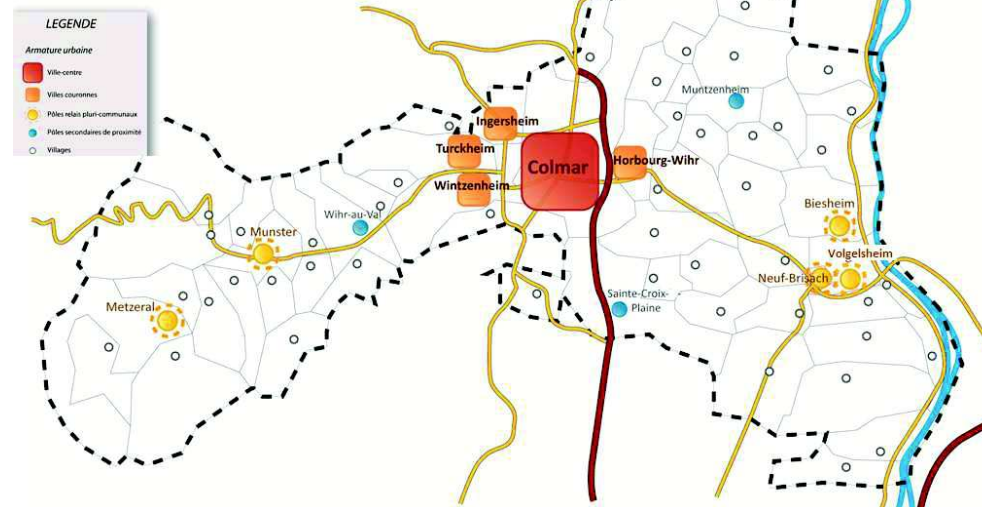 LEGENDE
Armature urbaine
Ville-centre
Villes couronnes
Pôles relais pluri-communaux
Pôles secondaires de proximité
Villages
Muntzenheim
Ingersheim
Turckheim
Colmar
Horbourg-Wihr
Wintzenheim
Wihr-au-Val
Biesheim
Munster
Volgelsheim
Neuf-Brisach
Metzeral
Sainte-Croix-
Plaine